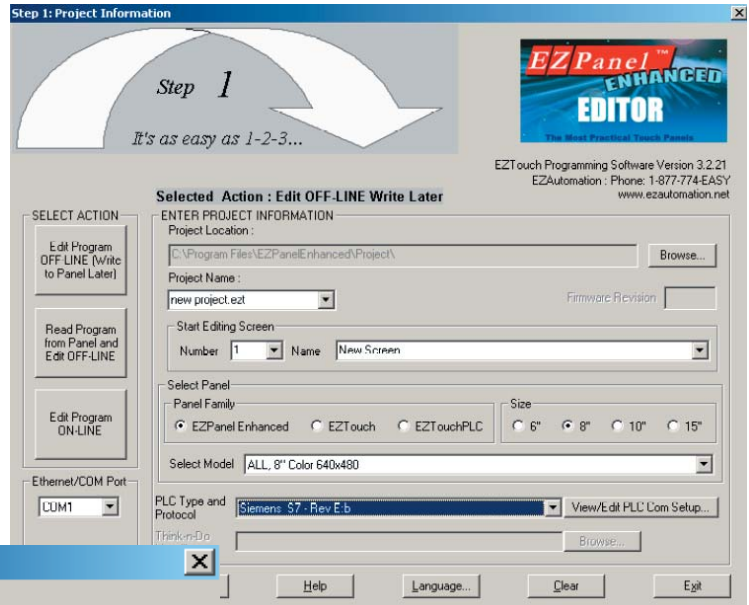 Step 1: Project Information
Step 1
It's as easy as 1-2-3...
EZPanel™
ENHANCED
EDITOR
The Most Practical Touch Panels
EZTouch Programming Software Version 3.2.21
EZAutomation : Phone: 1-877-774-EASY
www.ezautomation.net
Selected Action : Edit OFF-LINE Write Later
SELECT ACTION
Edit Program
OFF LINE (Write
to Panel Later)
Read Program
from Panel and
Edit OFF-LINE
Edit Program
ON-LINE
Ethernet/COM Port
COM1
ENTER PROJECT INFORMATION
Project Location :
C:\Program Files\EZPanelEnhanced\Project\
Browse...
Project Name :
new project.ezt
Firmware Revision
Start Editing Screen
Number 1 Name New Screen
Select Panel
Panel Family
EZPanel Enhanced EZTouch EZTouchPLC
Size
6" 8" 10" 15"
Select Model ALL, 8" Color 640x480
PLC Type and
Protocol
Siemens S7 - Rev E:b
View/Edit PLC Com Setup...
Think-n-Do
Browse...
Help Language... Clear Exit